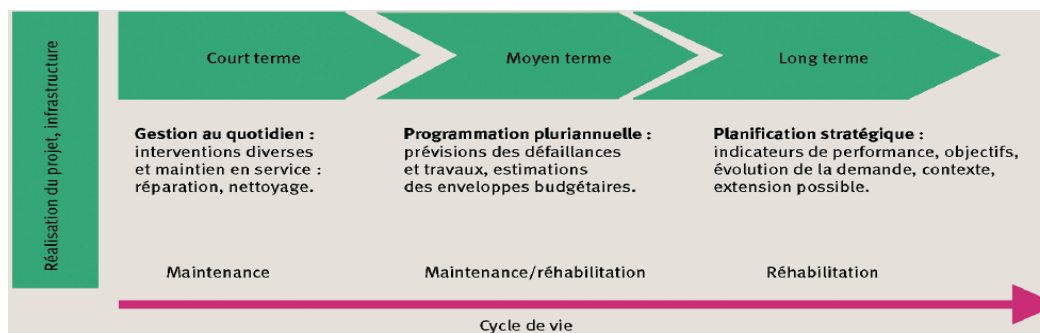 Réalisation du projet, infrastructure
Court terme
Moyen terme
Long terme
Gestion au quotidien :
interventions diverses
et maintien en service :
réparation, nettoyage.
Programmation pluriannuelle :
prévisions des défaillances
et travaux, estimations
des enveloppes budgétaires.
Planification stratégique :
indicateurs de performance, objectifs,
évolution de la demande, contexte,
extension possible.
Maintenance
Maintenance/réhabilitation
Réhabilitation
Cycle de vie